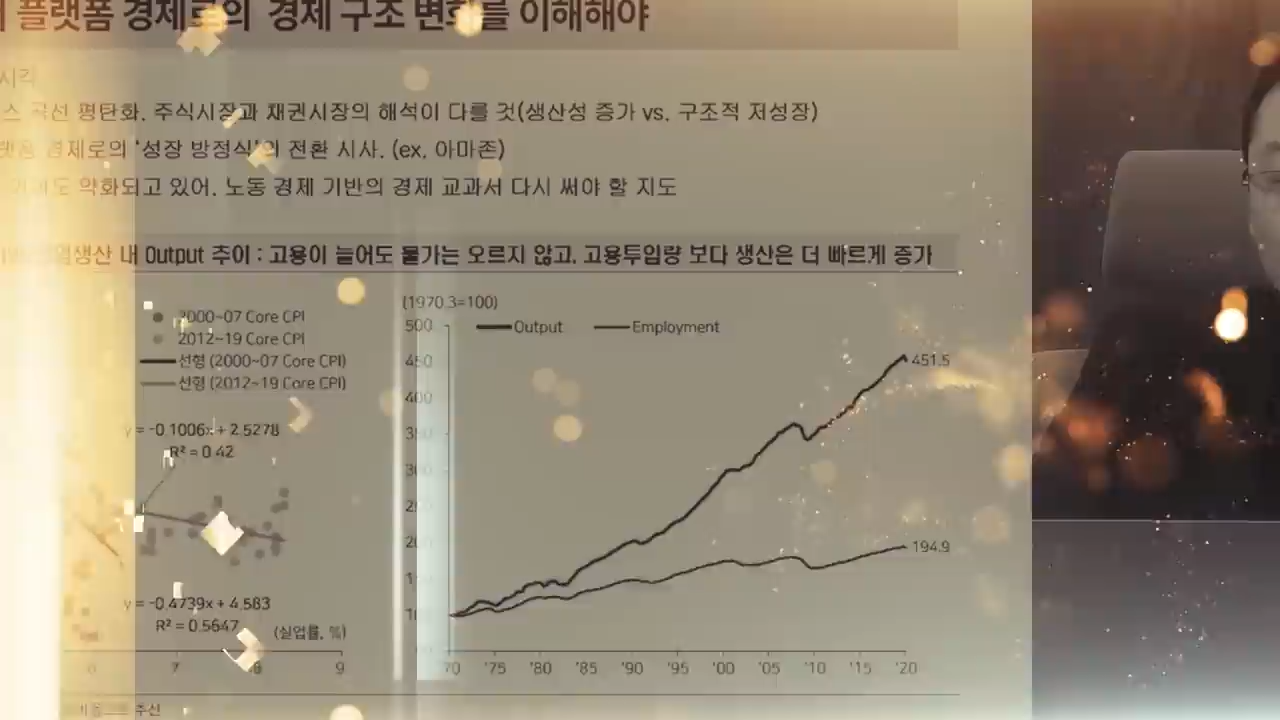 플랫폼 경제로의 경제 구조 변화를 이해해야
시각
곡선 평탄화. 주식시장과 채권시장의 해석이 다를 것(생산성 증가 vs. 구조적 저성장)
경제로의 '성장 방정식'의 전환 시사. (ex, 아마존)
약화되고 있어. 노동 경제 기반의 경제 교과서 다시 써야 할 지도
내 Output 추이 : 고용이 늘어도 물가는 오르지 않고, 고용투입량 보다 생산은 더 빠르게 증가
2000~07 Core CPI
2012~19 Core CPI
선형 (2000~07 Core CPI)
선형 (2012~19 Core CPI)
y = -0.1006x + 2.5278
R² = 0.42
y = -0.4739x + 4.583
R² = 0.5647
(실업률, %)
6 7 8 9
(1970.3=100)
Output Employment
500
450
400
350
300
451.5
194.9
'70 '75 '80 '85 '90 '95 '00 '05 '10 '15 '20
추산